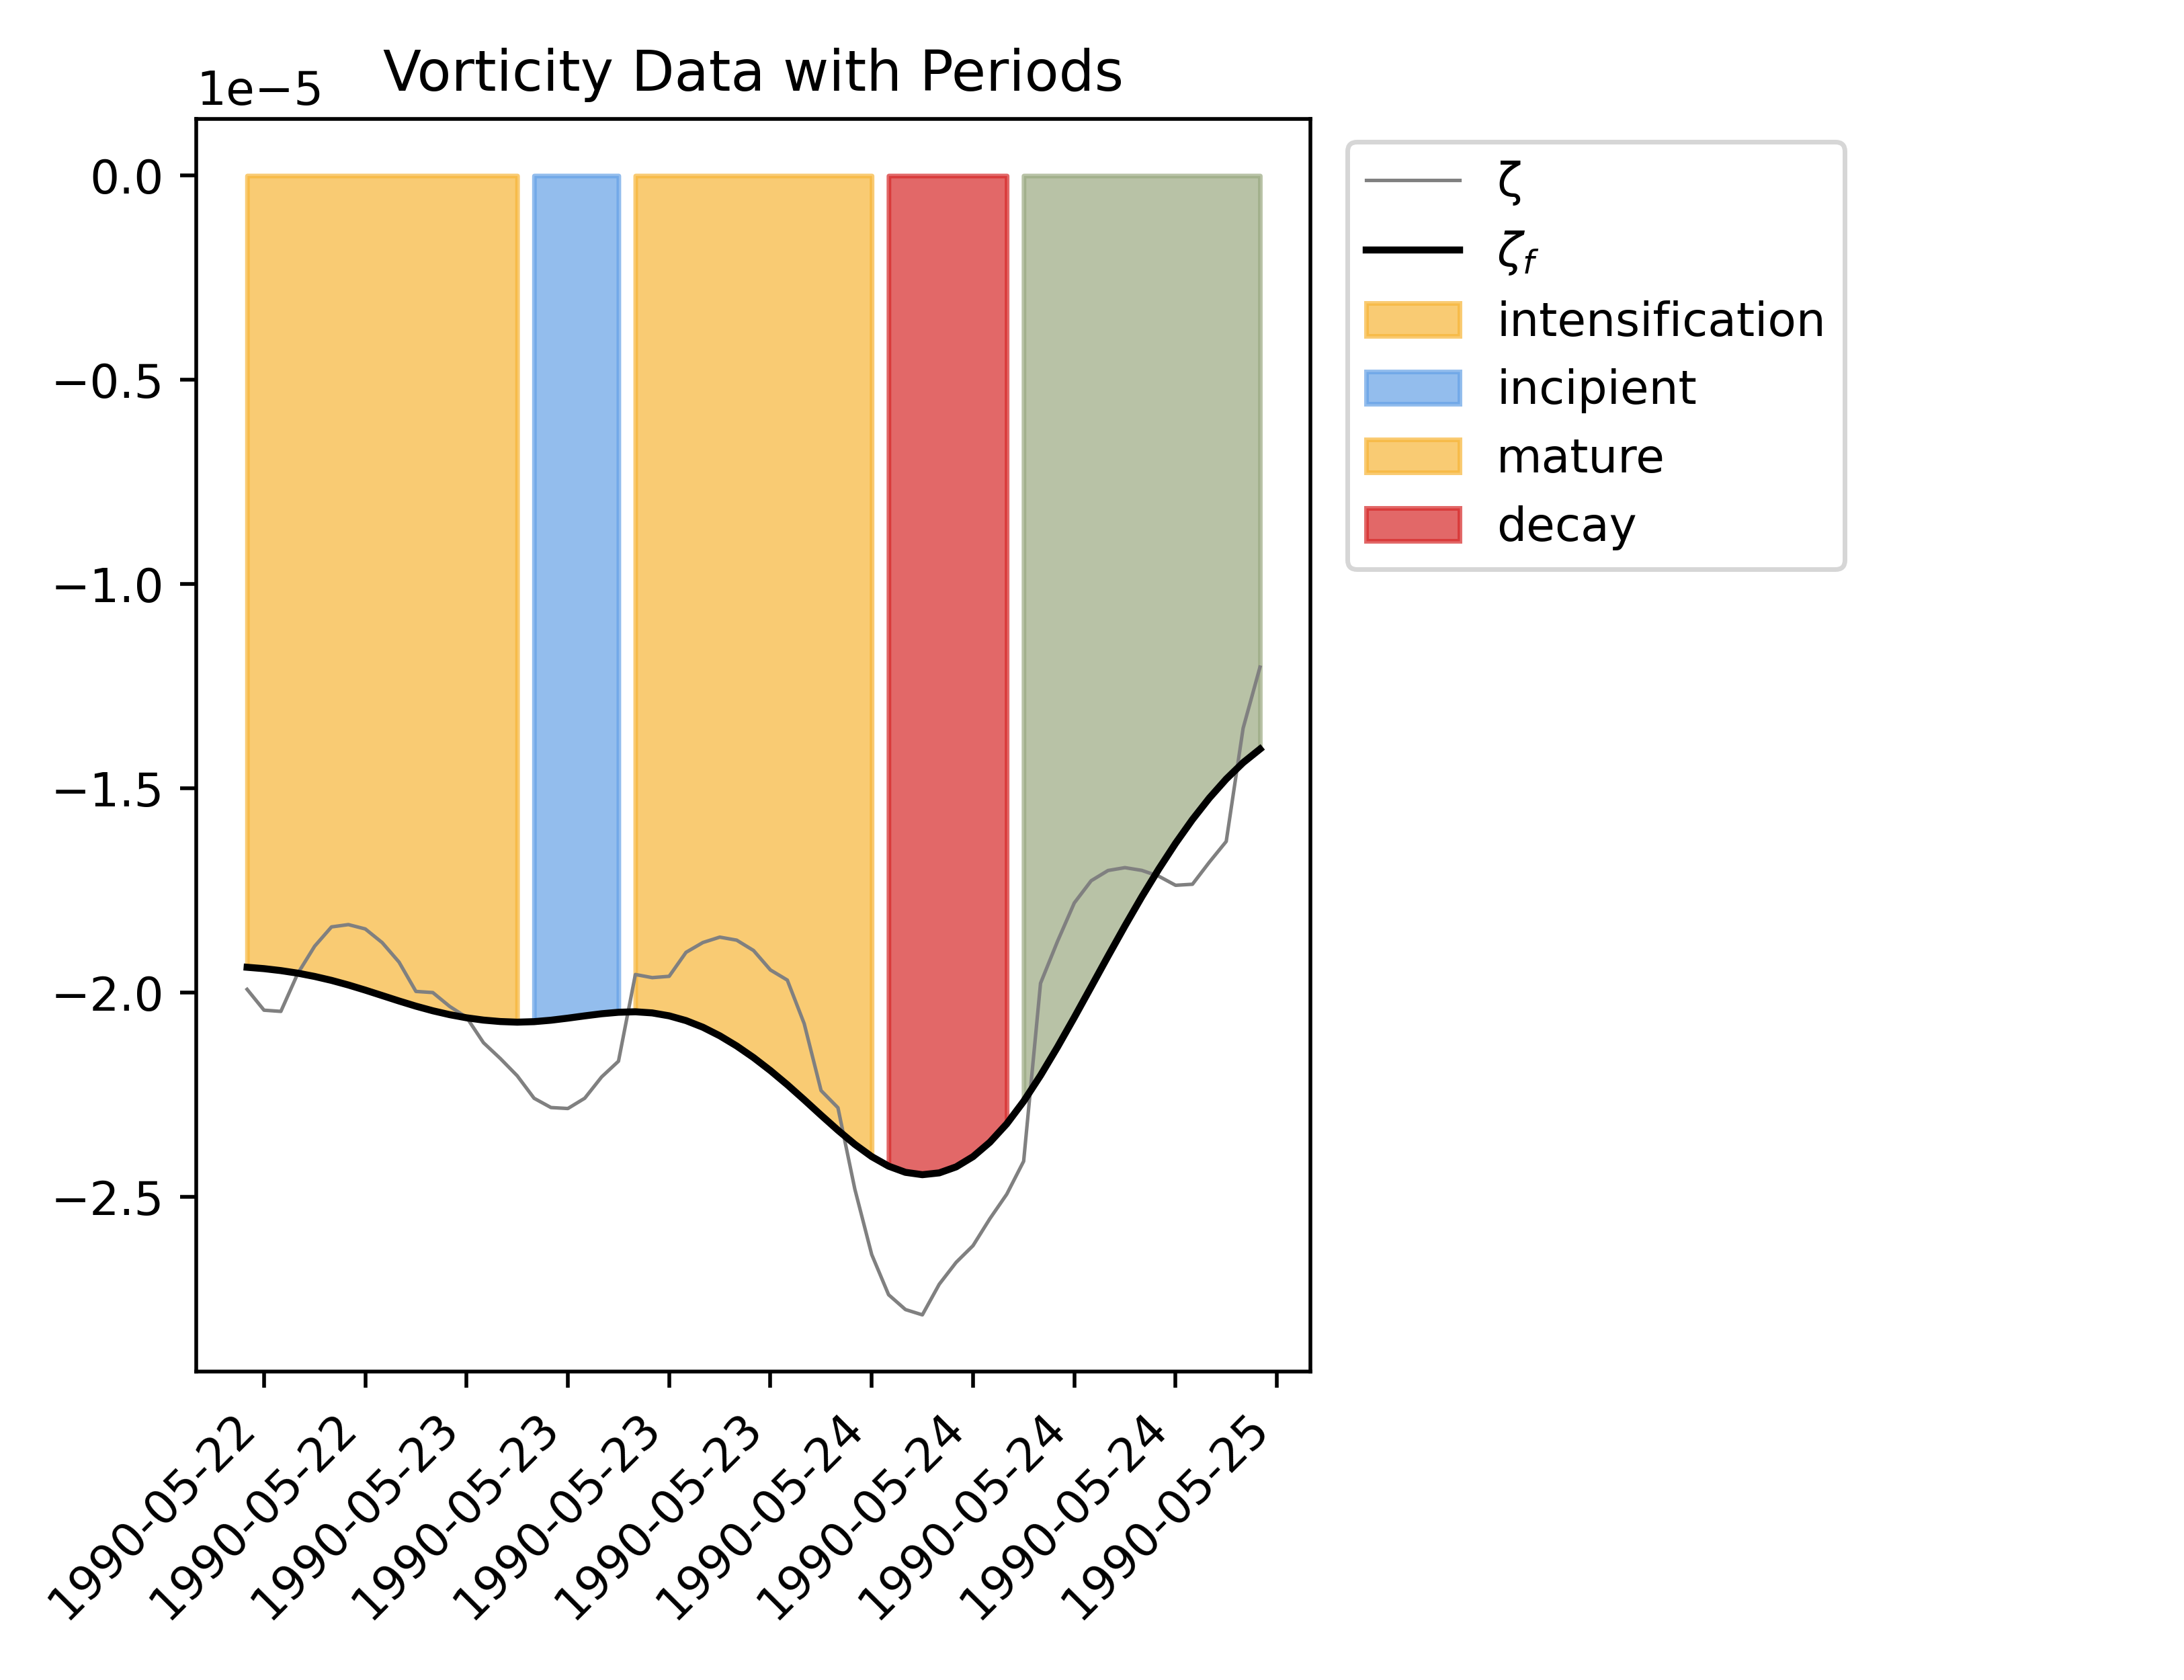 Vorticity Data with Periods
1e−5
0.0
−0.5
−1.0
−1.5
−2.0
−2.5
1990-05-22
1990-05-22
1990-05-23
1990-05-23
1990-05-23
1990-05-23
1990-05-24
1990-05-24
1990-05-24
1990-05-24
1990-05-25
ζ
ζf
intensification
incipient
mature
decay